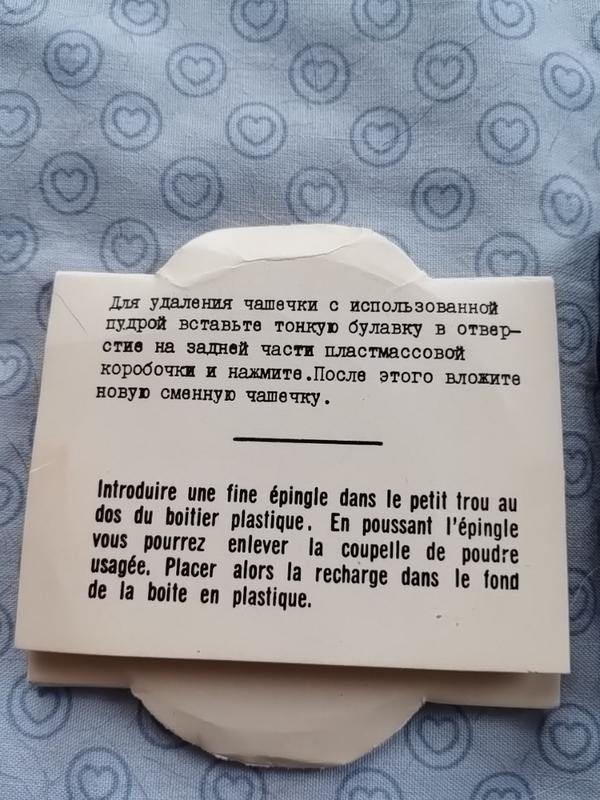 Для удаления чашечки с использованной
пудрой вставьте тонкую булавку в отвер-
стие на задней части пластмассовой
коробочки и нажмите.После этого вложите
новую сменную чашечку.
Introduire une fine épingle dans le petit trou au
dos du boitier plastique. En poussant l'épingle
vous pourrez enlever la coupelle de poudre
usagée. Placer alors la recharge dans le fond
de la boite en plastique.